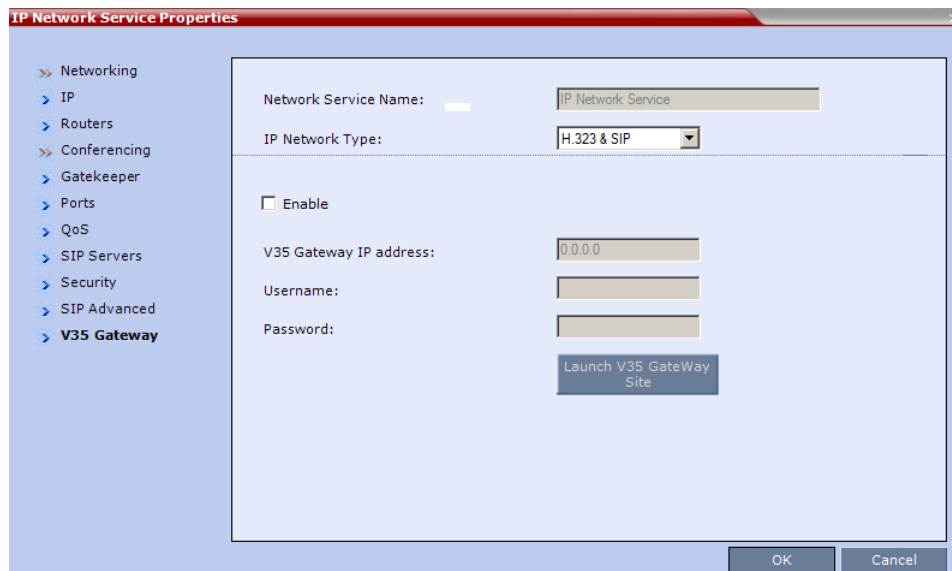 IP Network Service Properties
Networking
IP
Routers
Conferencing
Gatekeeper
Ports
QoS
SIP Servers
Security
SIP Advanced
V35 Gateway
Network Service Name:
IP Network Service
IP Network Type:
H.323 & SIP
Enable
V35 Gateway IP address:
0.0.0.0
Username:
Password:
Launch V35 GateWay
Site
OK
Cancel